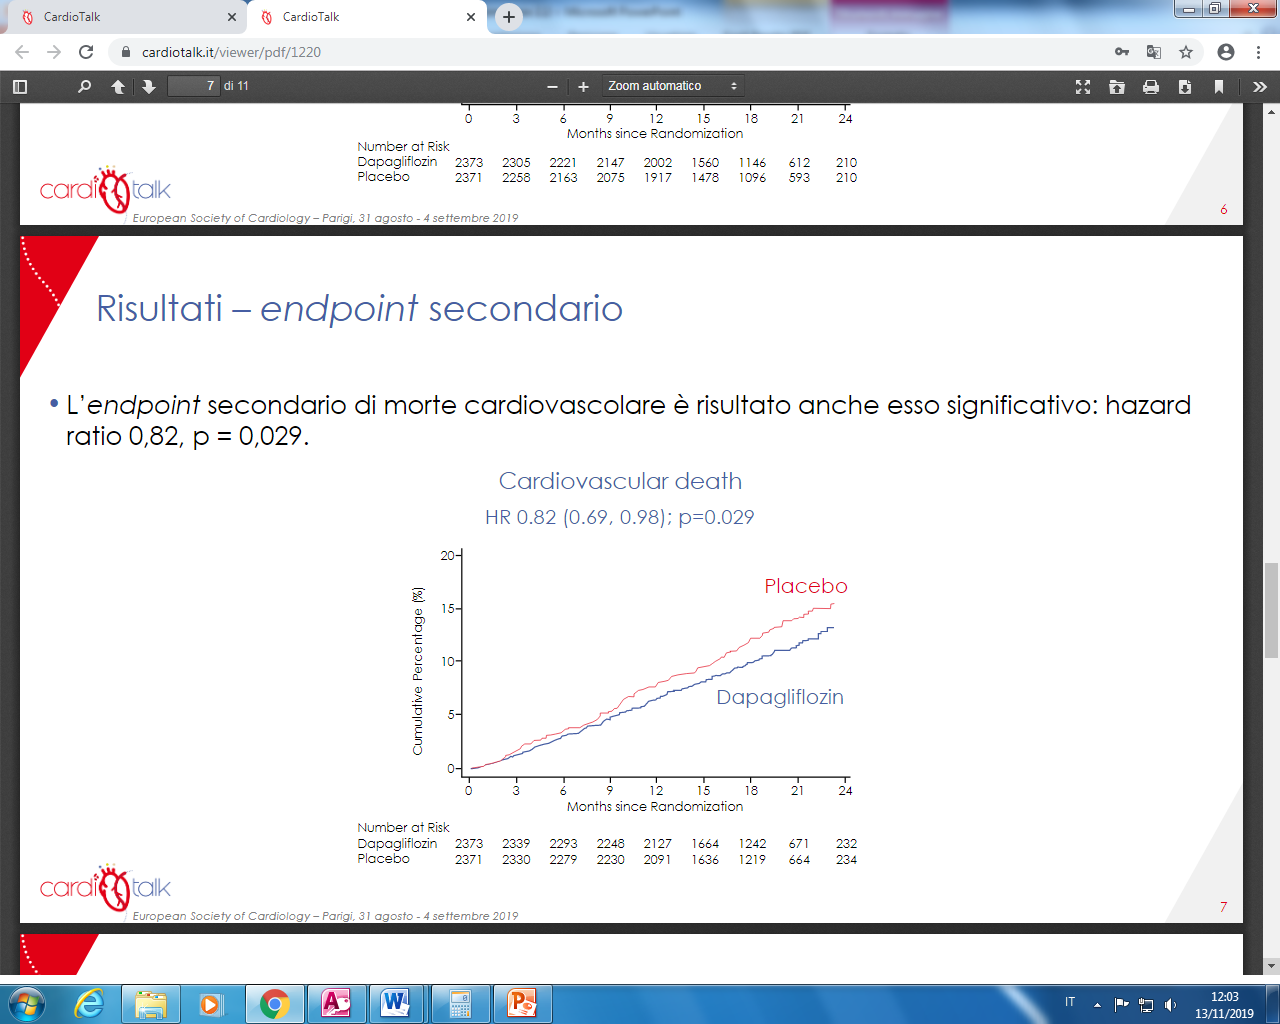 CardioTalk
CardioTalk
Microsoft PowerPoint
cardiotalk.it/viewer/pdf/1220
7 di 11
Zoom automatico
0 3 6 9 12 15 18 21 24
Months since Randomization
Number at Risk
Dapagliflozin 2373 2305 2221 2147 2002 1560 1146 612 210
Placebo 2371 2258 2163 2075 1917 1478 1096 593 210
cardiotalk
European Society of Cardiology – Parigi, 31 agosto - 4 settembre 2019
6
Risultati – endpoint secondario
• L’endpoint secondario di morte cardiovascolare è risultato anche esso significativo: hazard
ratio 0,82, p = 0,029.
Cardiovascular death
HR 0.82 (0.69, 0.98); p=0.029
Cumulative Percentage (%)
20
15
10
5
0
Placebo
Dapagliflozin
0 3 6 9 12 15 18 21 24
Months since Randomization
Number at Risk
Dapagliflozin 2373 2339 2293 2248 2127 1664 1242 671 232
Placebo 2371 2330 2279 2230 2091 1636 1219 664 234
cardiotalk
European Society of Cardiology – Parigi, 31 agosto - 4 settembre 2019
7
IT
12:03
13/11/2019